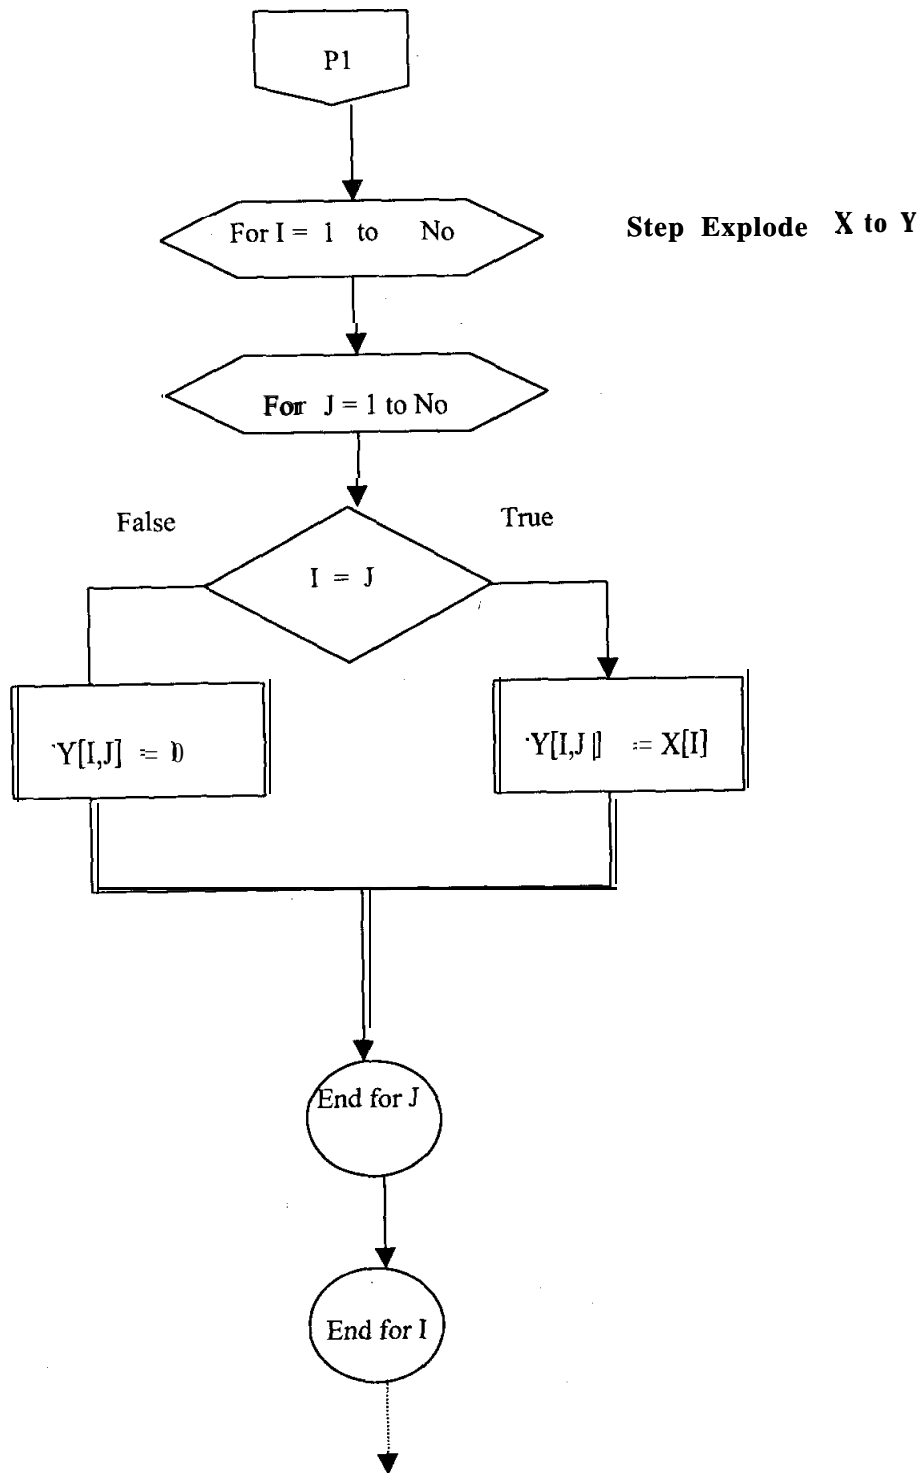 P1
For I = 1 to No
Step Explode X to Y
For J = 1 to No
False
True
I = J
Y[I,J] := 0
Y[I,J] := X[I]
End for J
End for I